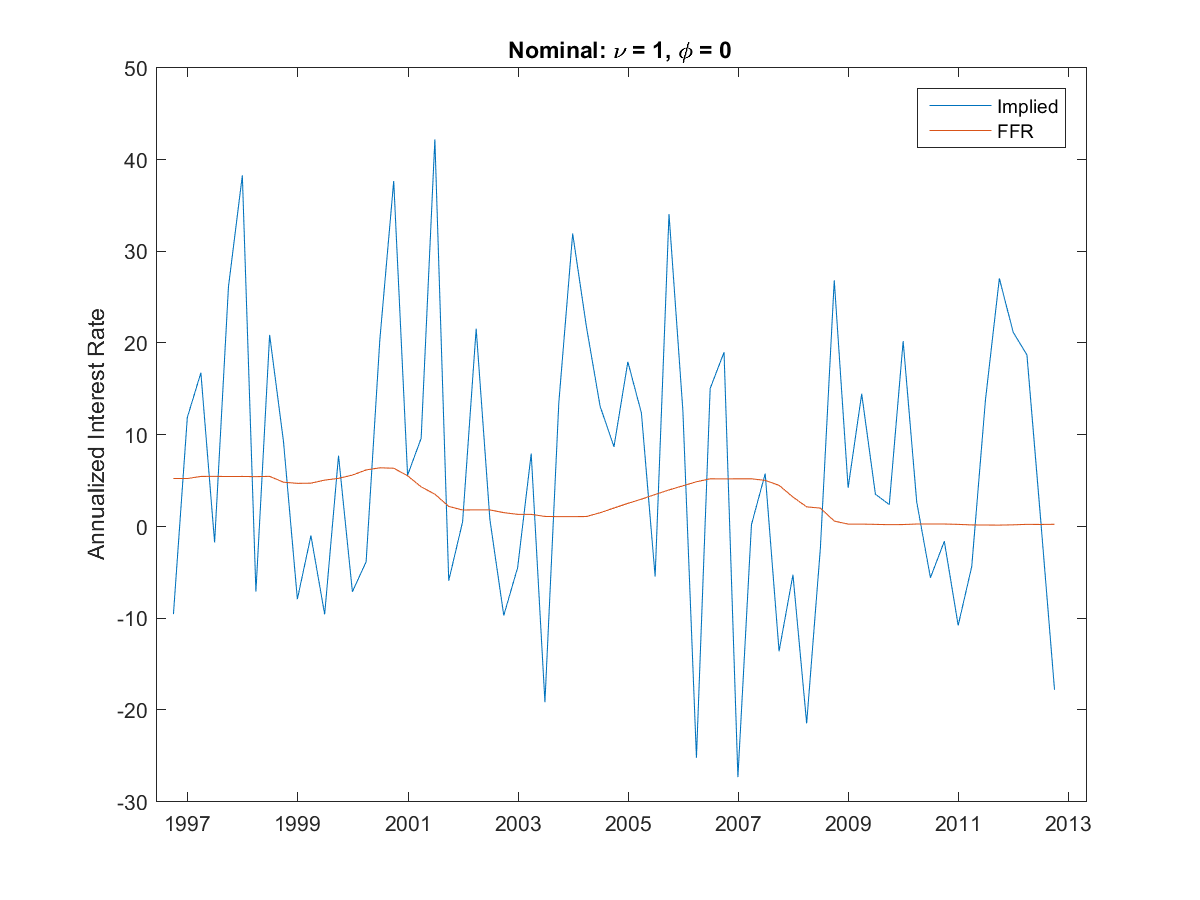 Nominal: ν = 1, ϕ = 0
Implied
FFR
Annualized Interest Rate
50
40
30
20
10
0
-10
-20
-30
1997 1999 2001 2003 2005 2007 2009 2011 2013